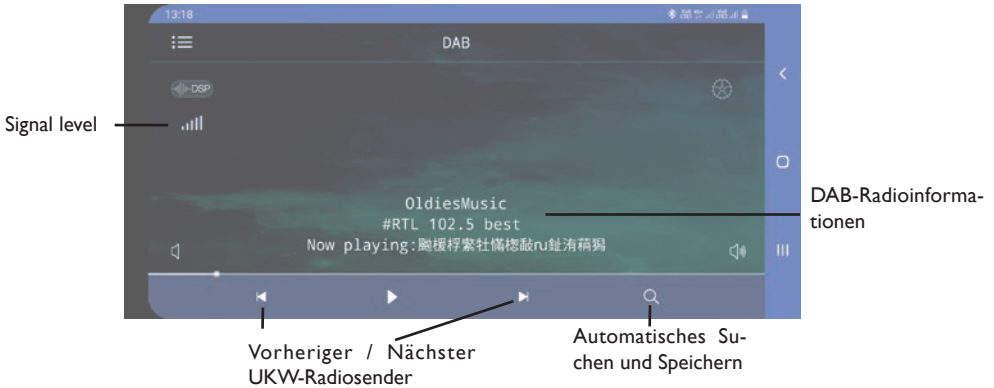 13:18
DAB
DSP
Signal level
OldiesMusic
#RTL 102.5 best
Now playing:
DAB-Radioinforma-
tionen
Vorheriger / Nächster
UKW-Radiosender
Automatisches Su-
chen und Speichern